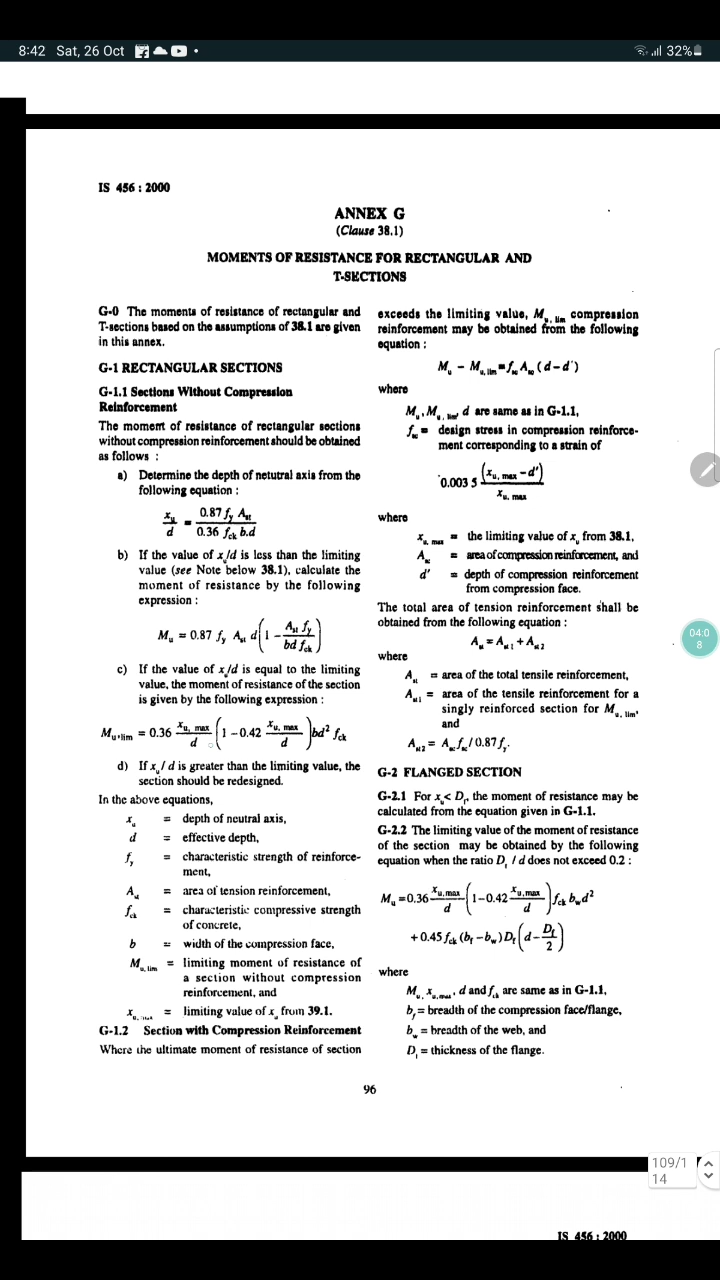 8:42 Sat, 26 Oct
32%
IS 456 : 2000
ANNEX G
(Clause 38.1)
MOMENTS OF RESISTANCE FOR RECTANGULAR AND
T-SECTIONS
G-0 The moments of resistance of rectangular and
T-sections based on the assumptions of 38.1 are given
in this annex.
G-1 RECTANGULAR SECTIONS
G-1.1 Sections Without Compression
Reinforcement
The moment of resistance of rectangular sections
without compression reinforcement should be obtained
as follows :
a) Determine the depth of netutral axis from the
following equation :
x_u/d = 0.87 f_y A_st / 0.36 f_ck b.d
b) If the value of x_u/d is less than the limiting
value (see Note below 38.1), calculate the
moment of resistance by the following
expression :
M_u = 0.87 f_y A_st d (1 - A_st f_y / bd f_ck)
c) If the value of x_u/d is equal to the limiting
value, the moment of resistance of the section
is given by the following expression :
M_u,lim = 0.36 x_u, max/d (1 - 0.42 x_u, max/d) bd² f_ck
d) If x_u/ d is greater than the limiting value, the
section should be redesigned.
In the above equations,
x_u = depth of neutral axis,
d = effective depth,
f_y = characteristic strength of reinforce-
ment,
A_st = area of tension reinforcement,
f_ck = characteristic compressive strength
of concrete,
b = width of the compression face,
M_u, lim = limiting moment of resistance of
a section without compression
reinforcement, and
x_u, max = limiting value of x_u from 39.1.
G-1.2 Section with Compression Reinforcement
Where the ultimate moment of resistance of section
exceeds the limiting value, M_u, lim compression
reinforcement may be obtained from the following
equation :
M_u - M_u, lim = f_sc A_sc (d - d')
where
M_u, M_u, lim, d are same as in G-1.1,
f_sc = design stress in compression reinforce-
ment corresponding to a strain of
0.003 5 (x_u, max - d') / x_u, max
where
x_u, max = the limiting value of x_u from 38.1,
A_sc = area of compression reinforcement, and
d' = depth of compression reinforcement
from compression face.
The total area of tension reinforcement shall be
obtained from the following equation :
A_st = A_st1 + A_st2
where
A_st = area of the total tensile reinforcement,
A_st1 = area of the tensile reinforcement for a
singly reinforced section for M_u, lim,
and
A_st2 = A_sc f_sc / 0.87 f_y.
G-2 FLANGED SECTION
G-2.1 For x_u < D_f, the moment of resistance may be
calculated from the equation given in G-1.1.
G-2.2 The limiting value of the moment of resistance
of the section may be obtained by the following
equation when the ratio D_f / d does not exceed 0.2 :
M_u = 0.36 x_u, max/d (1 - 0.42 x_u, max/d) f_ck b_w d²
+ 0.45 f_ck (b_f - b_w) D_f (d - D_f/2)
where
M_u, x_u, max, d and f_ck are same as in G-1.1,
b_f = breadth of the compression face/flange,
b_w = breadth of the web, and
D_f = thickness of the flange.
96
04:0
8
109/1
14
IS 456 : 2000